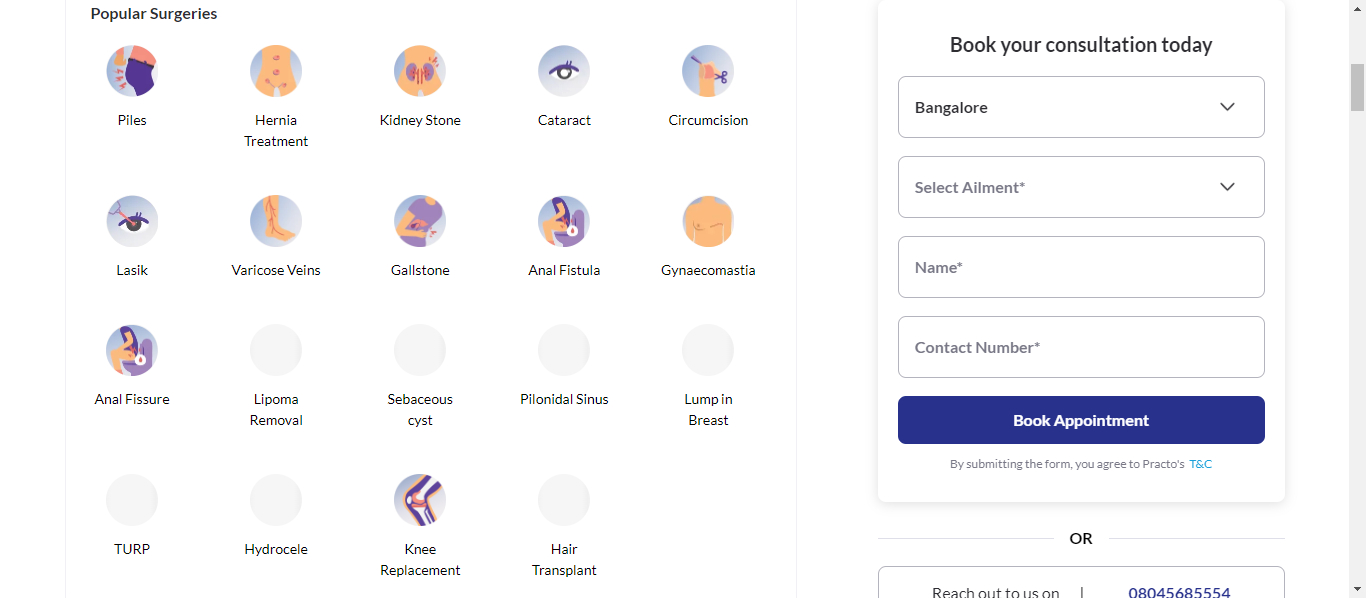 Popular Surgeries
Piles
Hernia
Treatment
Kidney Stone
Cataract
Circumcision
Lasik
Varicose Veins
Gallstone
Anal Fistula
Gynaecomastia
Anal Fissure
Lipoma
Removal
Sebaceous
cyst
Pilonidal Sinus
Lump in
Breast
TURP
Hydrocele
Knee
Replacement
Hair
Transplant
Book your consultation today
Bangalore
Select Ailment*
Name*
Contact Number*
Book Appointment
By submitting the form, you agree to Practo's T&C
OR
Reach out to us on | 08045685554